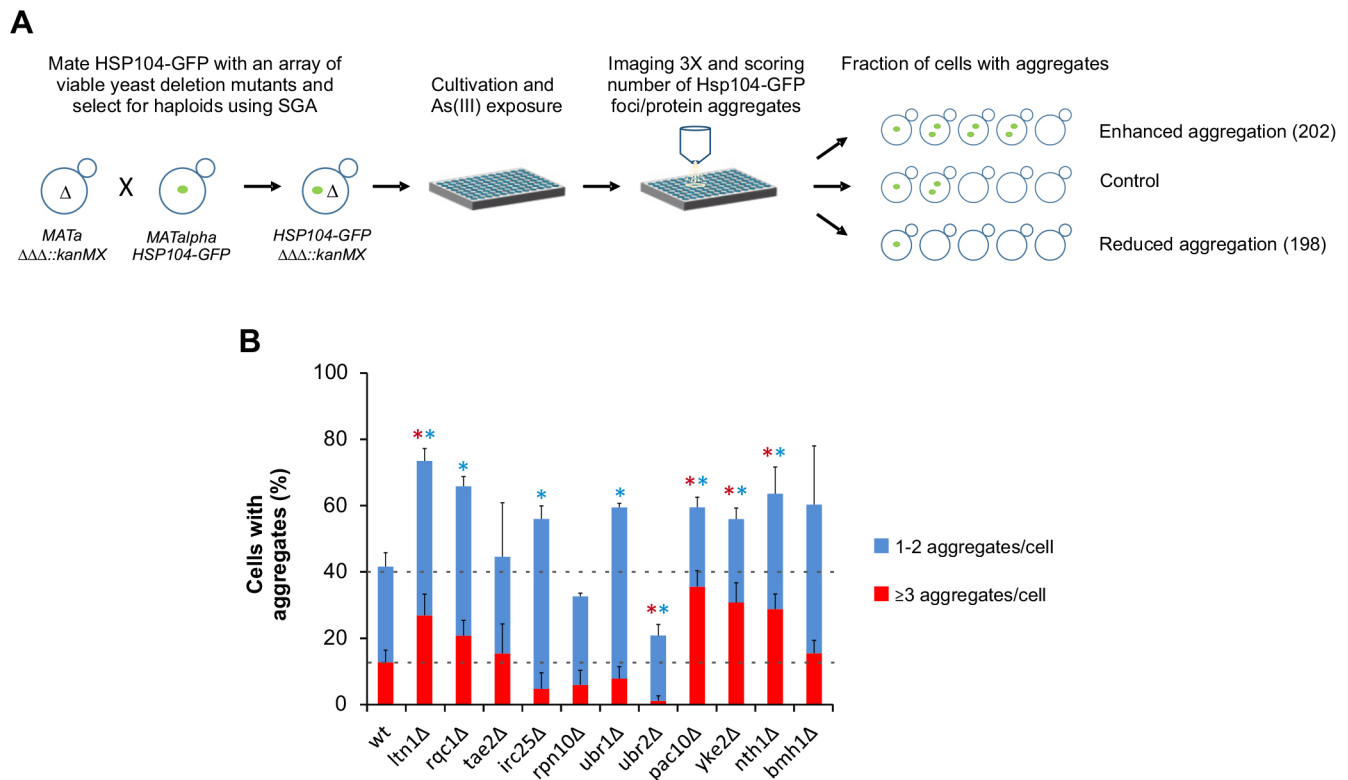 A
Mate HSP104-GFP with an array of
viable yeast deletion mutants and
select for haploids using SGA
Cultivation and
As(III) exposure
Imaging 3X and scoring
number of Hsp104-GFP
foci/protein aggregates
Fraction of cells with aggregates
Δ
X
Δ
MATa
ΔΔΔ::kanMX
MATalpha
HSP104-GFP
HSP104-GFP
ΔΔΔ::kanMX
Enhanced aggregation (202)
Control
Reduced aggregation (198)
B
Cells with
aggregates (%)
100
80
60
40
20
0
* *
*
*
*
* *
* *
* *
* *
wt
ltn1Δ
rqc1Δ
tae2Δ
irc25Δ
rpn10Δ
ubr1Δ
ubr2Δ
pac10Δ
yke2Δ
nth1Δ
bmh1Δ
1-2 aggregates/cell
≥3 aggregates/cell